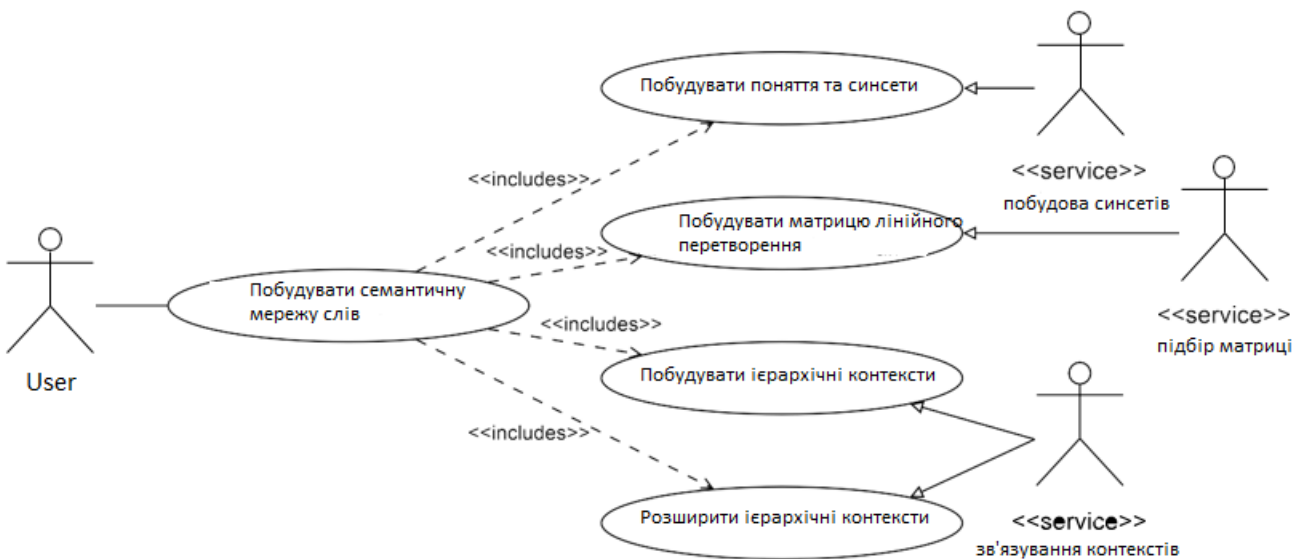 Побудувати поняття та синсети
<<includes>>
<<service>>
побудова синсетів
Побудувати матрицю лінійного
перетворення
<<includes>>
Побудувати семантичну
мережу слів
<<service>>
підбір матриці
<<includes>>
User
Побудувати ієрархічні контексти
<<includes>>
Розширити ієрархічні контексти
<<service>>
зв'язування контекстів